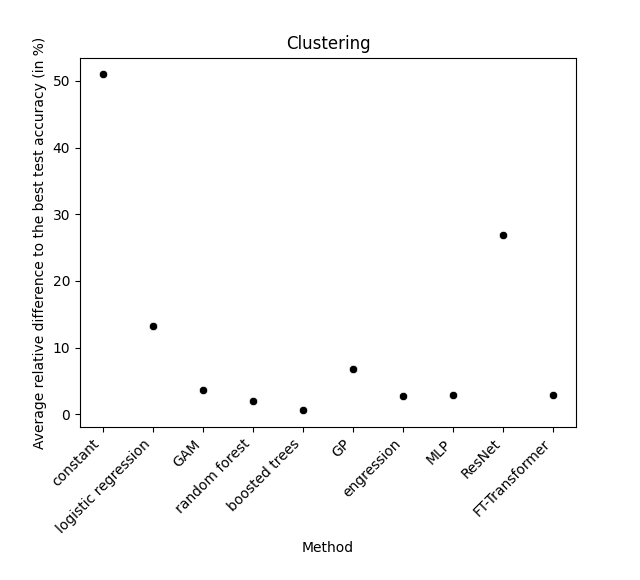 Clustering
Average relative difference to the best test accuracy (in %)
50
40
30
20
10
0
constant
logistic regression
GAM
random forest
boosted trees
GP
engression
MLP
ResNet
FT-Transformer
Method